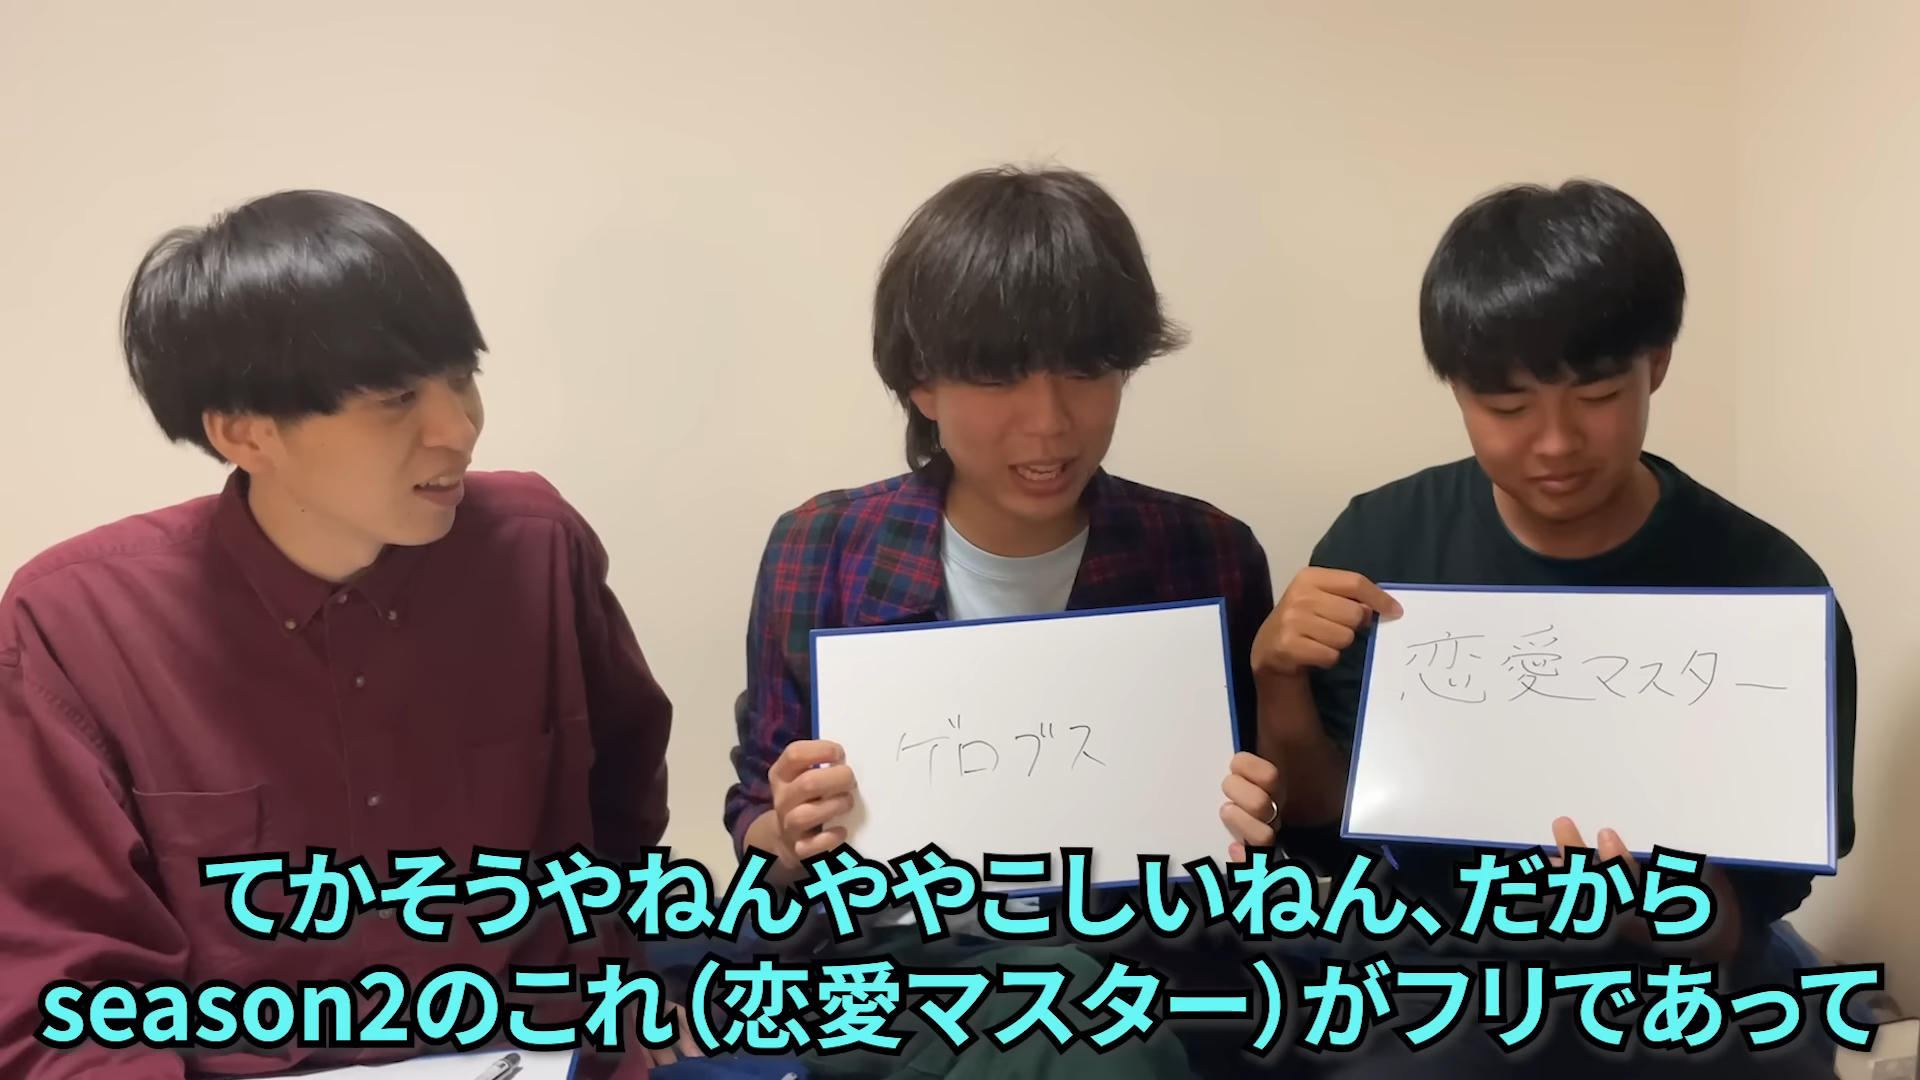 ゲロブス
恋愛マスター
てかそうやねんややこしいねん、だから
season2のこれ（恋愛マスター）がフリであって